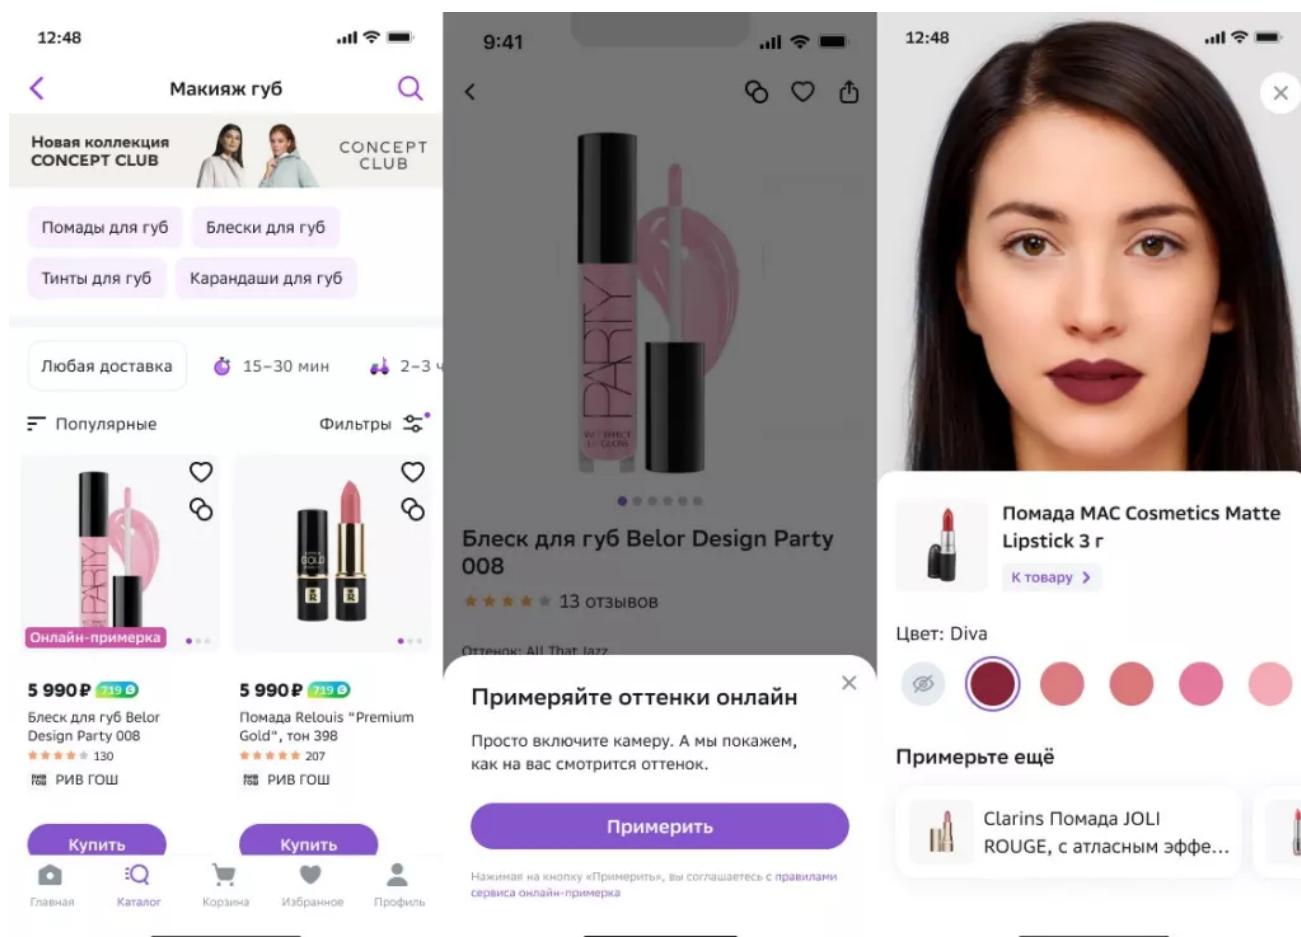 12:48
Макияж губ
Новая коллекция
CONCEPT CLUB
CONCEPT
CLUB
Помады для губ
Блески для губ
Тинты для губ
Карандаши для губ
Любая доставка
15–30 мин
2–3 ч
Популярные
Фильтры
PARTY
GOLD
Онлайн-примерка
5 990 ₽ 719
Блеск для губ Belor
Design Party 008
130
РИВ ГОШ
Купить
5 990 ₽ 719
Помада Relouis "Premium
Gold", тон 398
207
РИВ ГОШ
Купить
Главная
Каталог
Корзина
Избранное
Профиль
9:41
PARTY
WET EFFECT
LIP GLOSS
Блеск для губ Belor Design Party
008
13 отзывов
Оттенок: All That Jazz
Примеряйте оттенки онлайн
Просто включите камеру. А мы покажем,
как на вас смотрится оттенок.
Примерить
Нажимая на кнопку «Примерить», вы соглашаетесь с правилами
сервиса онлайн-примерка
12:48
Помада MAC Cosmetics Matte
Lipstick 3 г
К товару
Цвет: Diva
Примерьте ещё
Clarins Помада JOLI
ROUGE, с атласным эффе...